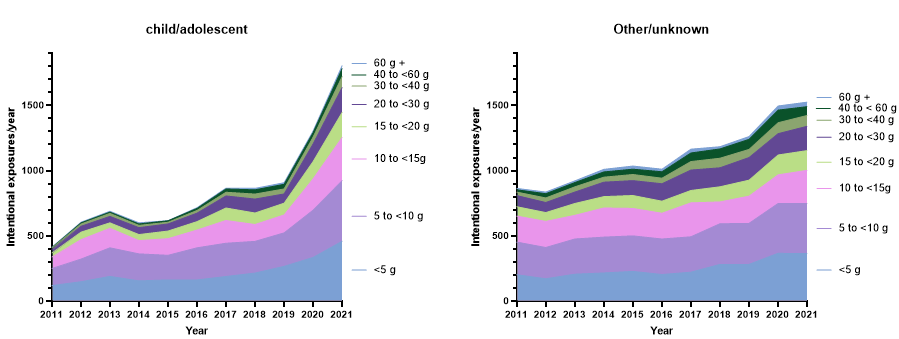 child/adolescent
Intentional exposures/year
1500
1000
500
0
2011 2012 2013 2014 2015 2016 2017 2018 2019 2020 2021
Year
60 g +
40 to <60 g
30 to <40 g
20 to <30 g
15 to <20 g
10 to <15g
5 to <10 g
<5 g
Other/unknown
Intentional exposures/year
1500
1000
500
0
2011 2012 2013 2014 2015 2016 2017 2018 2019 2020 2021
Year
60 g +
40 to < 60 g
30 to <40 g
20 to <30 g
15 to <20 g
10 to <15g
5 to <10 g
<5 g